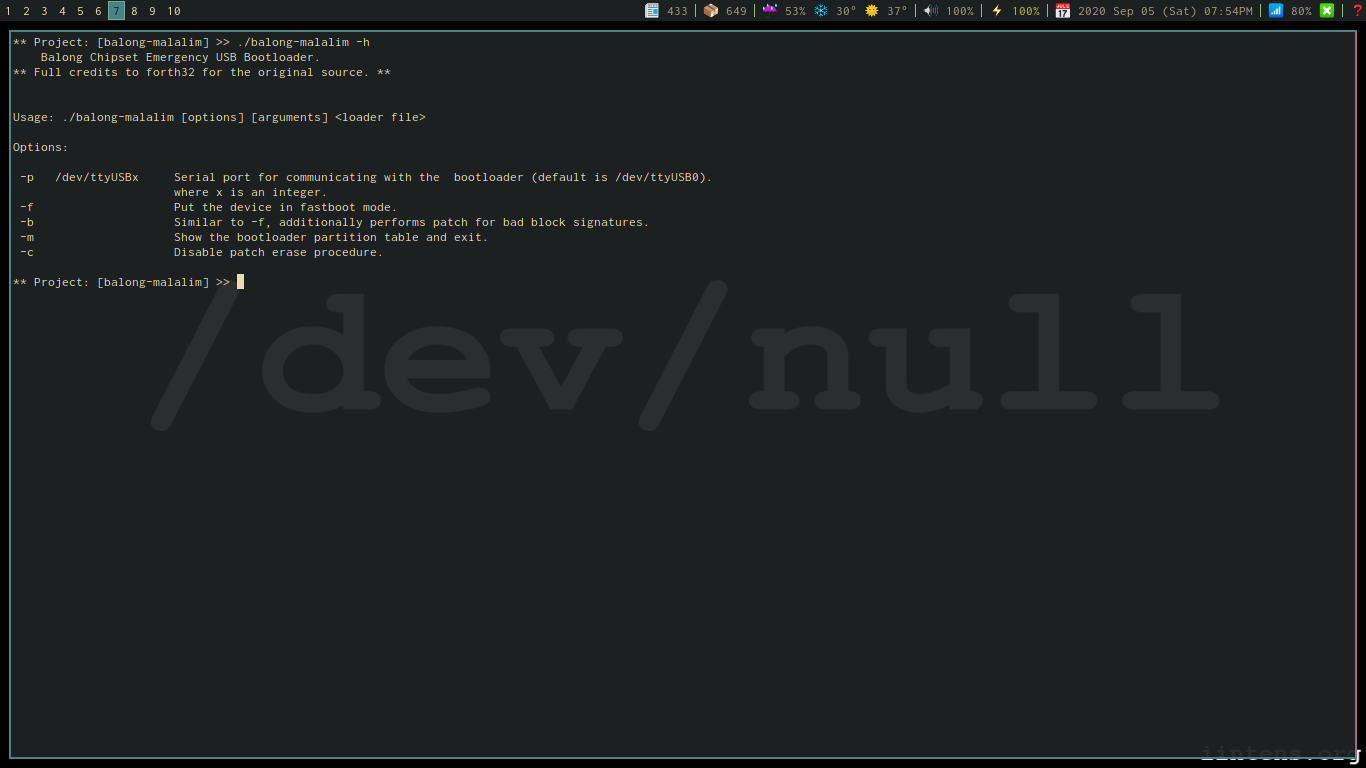 1 2 3 4 5 6 7 8 9 10 433 | 649 | 53% 30° 37° | 100% | 100% | 2020 Sep 05 (Sat) 07:54PM | 80% | ?
** Project: [balong-malalim] >> ./balong-malalim -h
Balong Chipset Emergency USB Bootloader.
** Full credits to forth32 for the original source. **
Usage: ./balong-malalim [options] [arguments] <loader file>
Options:
-p /dev/ttyUSBx Serial port for communicating with the  bootloader (default is /dev/ttyUSB0).
where x is an integer.
-f Put the device in fastboot mode.
-b Similar to -f, additionally performs patch for bad block signatures.
-m Show the bootloader partition table and exit.
-c Disable patch erase procedure.
** Project: [balong-malalim] >>
/dev/null
iintens.org